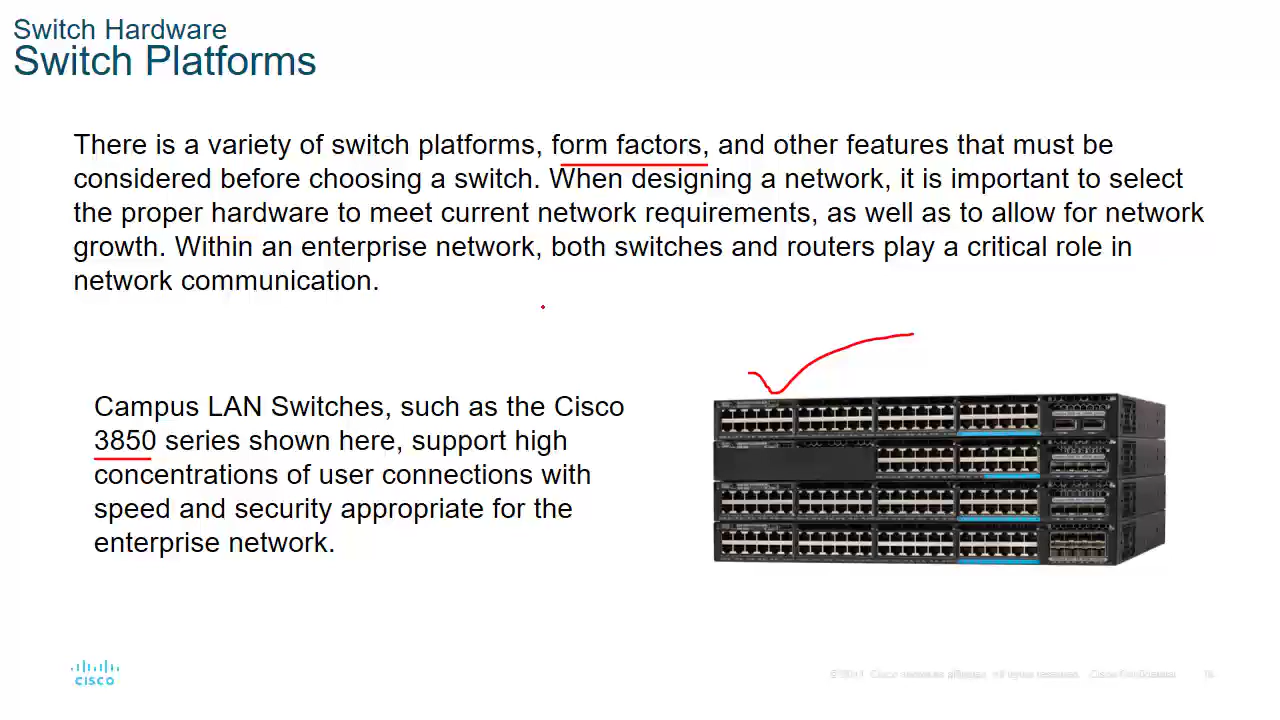 Switch Hardware
Switch Platforms
There is a variety of switch platforms, form factors, and other features that must be
considered before choosing a switch. When designing a network, it is important to select
the proper hardware to meet current network requirements, as well as to allow for network
growth. Within an enterprise network, both switches and routers play a critical role in
network communication.
Campus LAN Switches, such as the Cisco
3850 series shown here, support high
concentrations of user connections with
speed and security appropriate for the
enterprise network.
CISCO